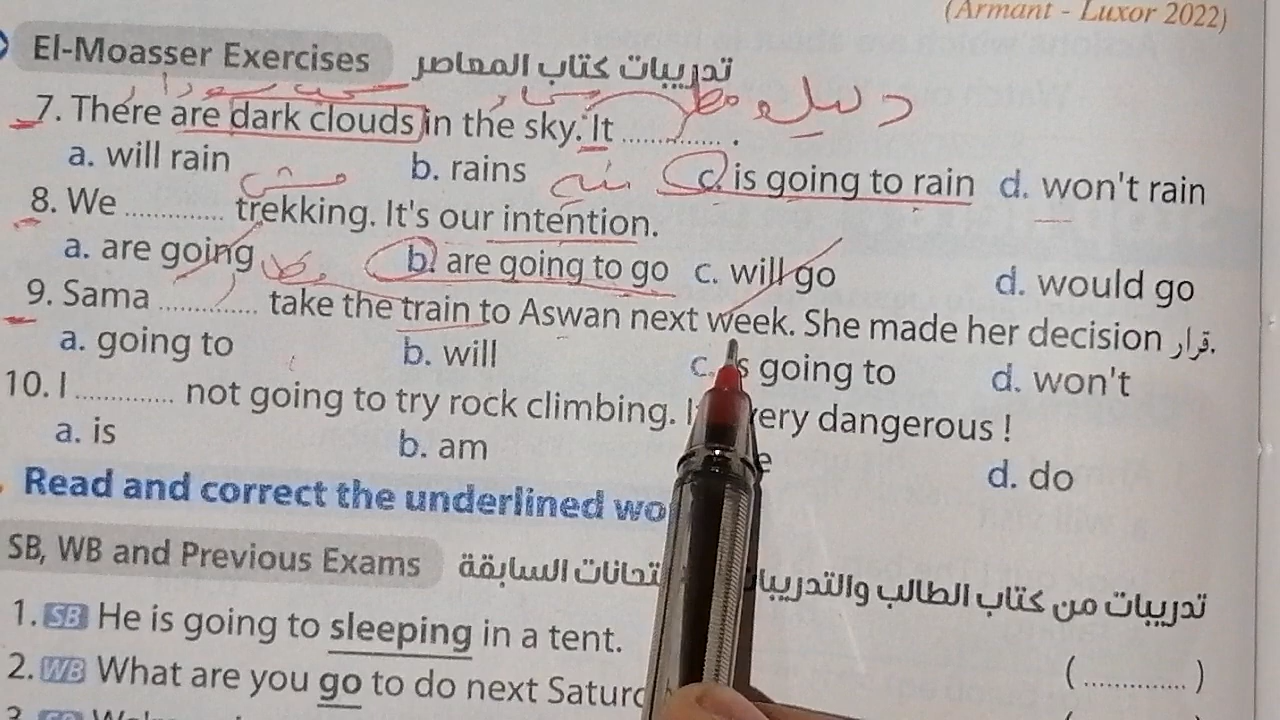 (Armant - Luxor 2022)
El-Moasser Exercises تدريبات كتاب المعاصر
دليل
7. There are dark clouds in the sky. It .............. .
a. will rain b. rains c. is going to rain d. won't rain
8. We .............. trekking. It's our intention.
a. are going b. are going to go c. will go d. would go
9. Sama .............. take the train to Aswan next week. She made her decision قرار.
a. going to b. will c. is going to d. won't
10. I .............. not going to try rock climbing. very dangerous !
a. is b. am d. do
Read and correct the underlined
SB, WB and Previous Exams تدريبات من كتاب الطالب والتدريبات السابقة
1. SB He is going to sleeping in a tent. (..............)
2. WB What are you go to do next